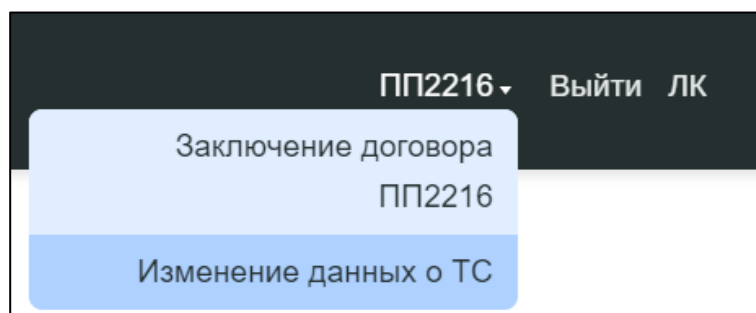 ПП2216 Выйти ЛК
Заключение договора
ПП2216
Изменение данных о ТС